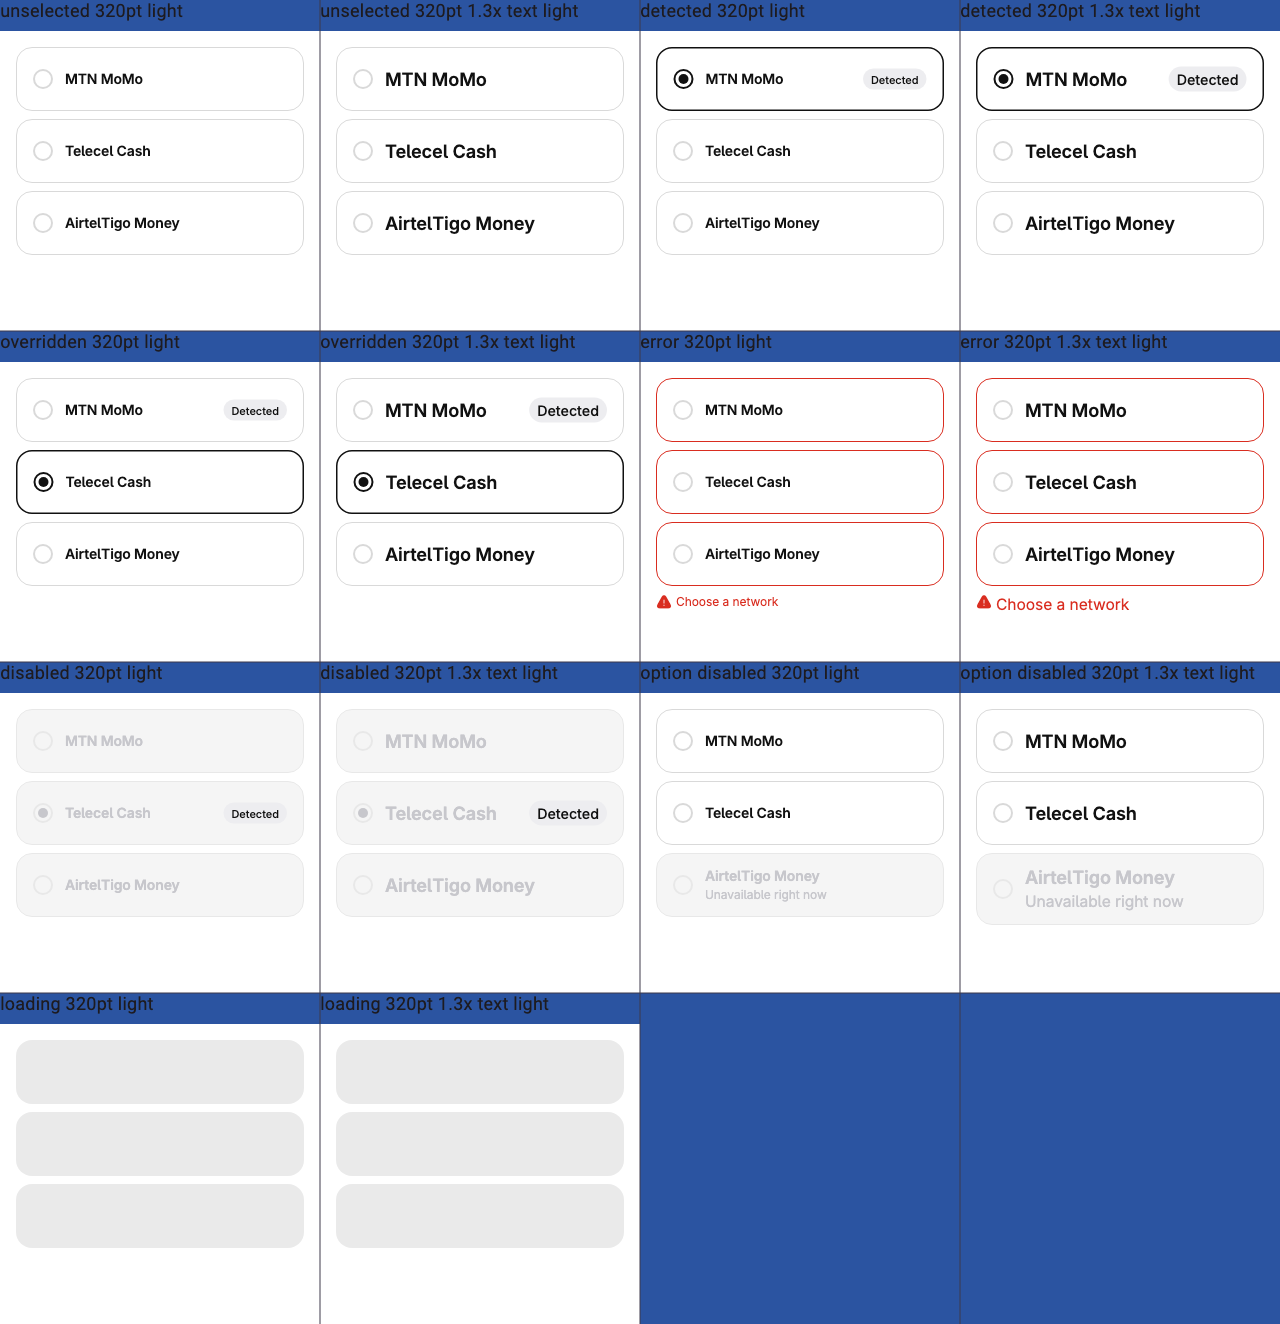 unselected 320pt light
unselected 320pt 1.3x text light
detected 320pt light
detected 320pt 1.3x text light
MTN MoMo
Telecel Cash
AirtelTigo Money
MTN MoMo
Telecel Cash
AirtelTigo Money
MTN MoMo
Detected
Telecel Cash
AirtelTigo Money
MTN MoMo
Detected
Telecel Cash
AirtelTigo Money
overridden 320pt light
overridden 320pt 1.3x text light
error 320pt light
error 320pt 1.3x text light
MTN MoMo
Detected
Telecel Cash
AirtelTigo Money
MTN MoMo
Detected
Telecel Cash
AirtelTigo Money
MTN MoMo
Telecel Cash
AirtelTigo Money
Choose a network
MTN MoMo
Telecel Cash
AirtelTigo Money
Choose a network
disabled 320pt light
disabled 320pt 1.3x text light
option disabled 320pt light
option disabled 320pt 1.3x text light
MTN MoMo
Telecel Cash
Detected
AirtelTigo Money
MTN MoMo
Telecel Cash
Detected
AirtelTigo Money
MTN MoMo
Telecel Cash
AirtelTigo Money
Unavailable right now
MTN MoMo
Telecel Cash
AirtelTigo Money
Unavailable right now
loading 320pt light
loading 320pt 1.3x text light